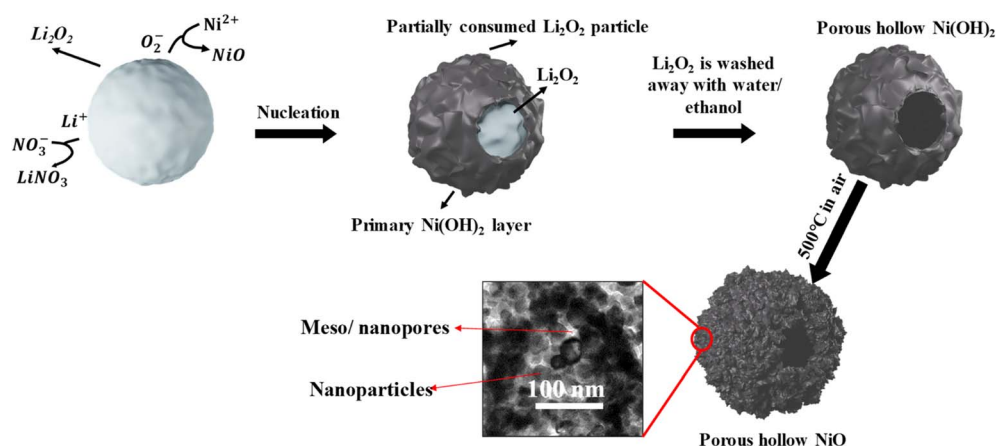 Li₂O₂
O₂⁻
Ni²⁺
NiO
Li⁺
NO₃⁻
LiNO₃
Nucleation
Partially consumed Li₂O₂ particle
Li₂O₂
Primary Ni(OH)₂ layer
Li₂O₂ is washed
away with water/
ethanol
Porous hollow Ni(OH)₂
500°C in air
Meso/ nanopores
Nanoparticles
100 nm
Porous hollow NiO